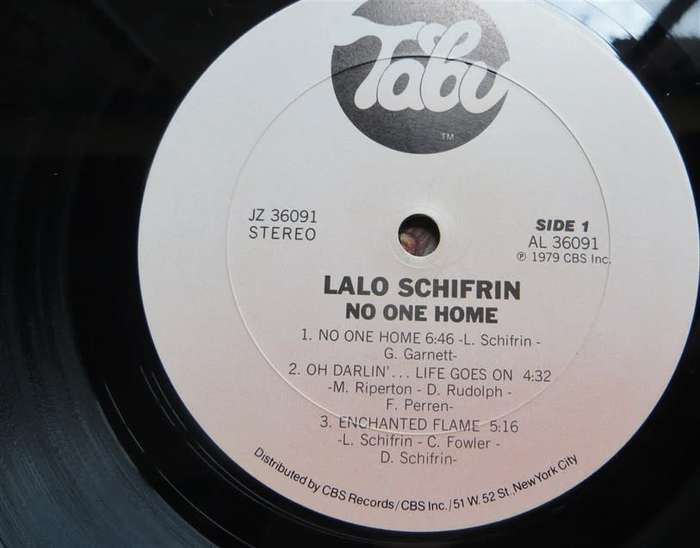 Tabu
TM
JZ 36091
STEREO
SIDE 1
AL 36091
℗ 1979 CBS Inc.
LALO SCHIFRIN
NO ONE HOME
1. NO ONE HOME 6:46 -L. Schifrin -
G. Garnett-
2. OH DARLIN'... LIFE GOES ON 4:32
-M. Riperton - D. Rudolph -
F. Perren-
3. ENCHANTED FLAME 5:16
-L. Schifrin - C. Fowler -
D. Schifrin-
Distributed by CBS Records/CBS Inc./51 W. 52 St., New York City